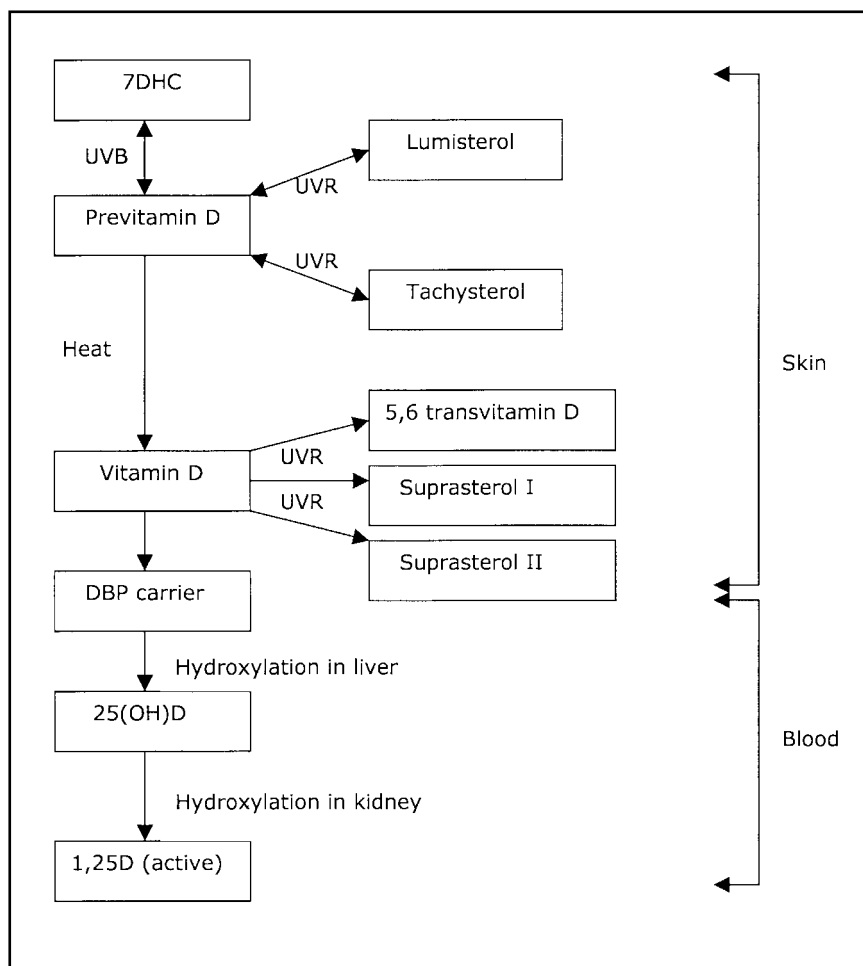 7DHC
UVB
Lumisterol
UVR
Previtamin D
UVR
Tachysterol
Heat
Skin
5,6 transvitamin D
Vitamin D
UVR
Suprasterol I
UVR
Suprasterol II
DBP carrier
Hydroxylation in liver
25(OH)D
Blood
Hydroxylation in kidney
1,25D (active)